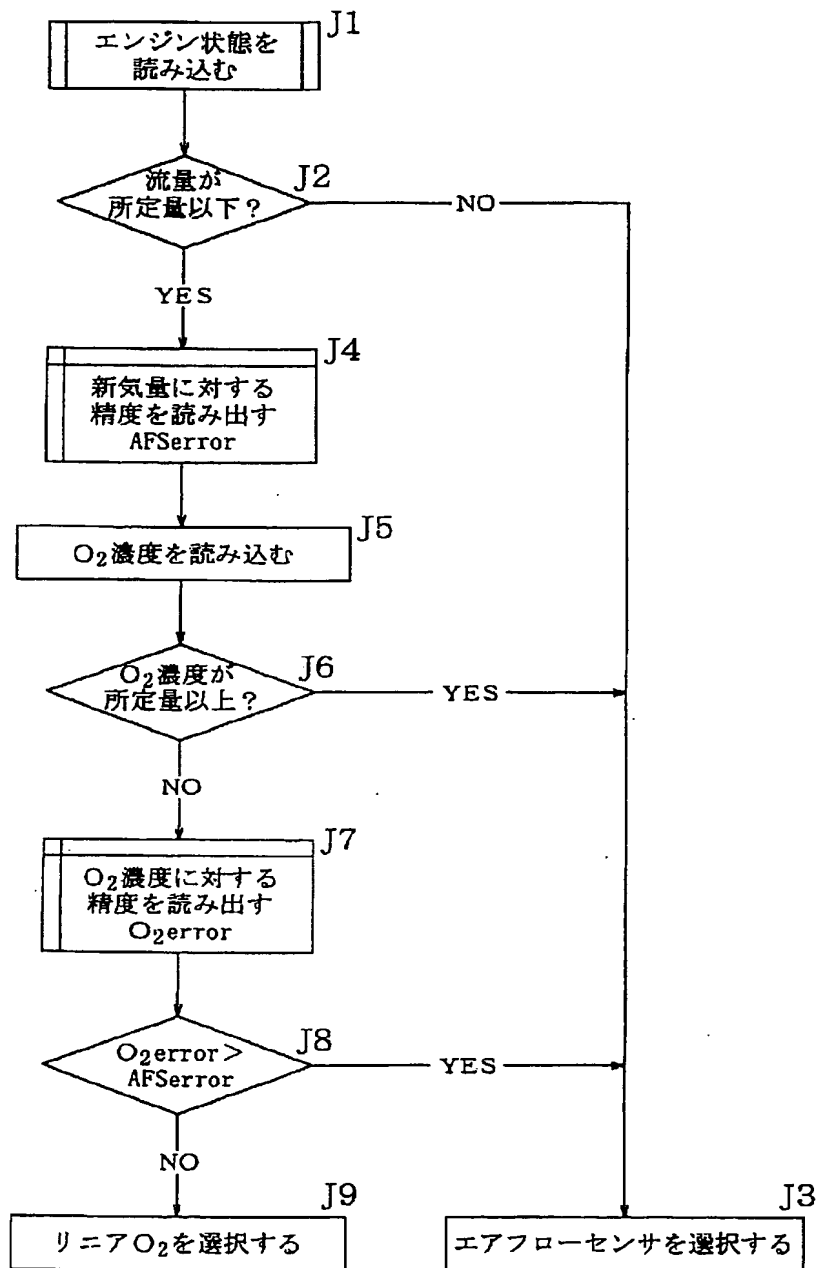 J1
エンジン状態を
読み込む
J2
流量が
所定量以下?
NO
YES
J4
新気量に対する
精度を読み出す
AFSerror
J5
O₂濃度を読み込む
J6
O₂濃度が
所定量以上?
YES
NO
J7
O₂濃度に対する
精度を読み出す
O₂error
J8
O₂error>
AFSerror
YES
NO
J9
リニアO₂を選択する
J3
エアフローセンサを選択する